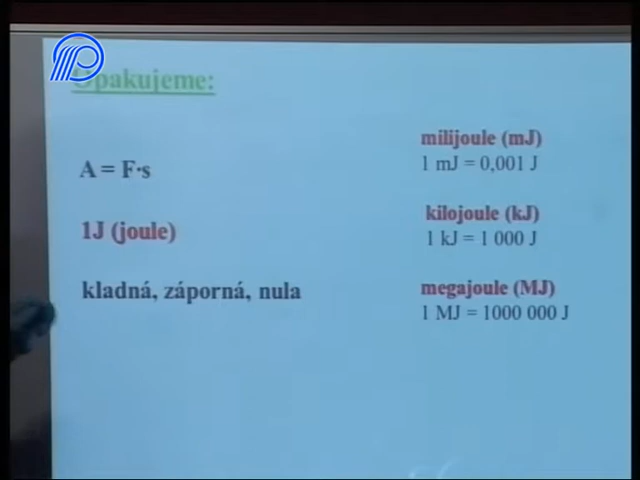 Opakujeme:
A = F·s
1J (joule)
kladná, záporná, nula
milijoule (mJ)
1 mJ = 0,001 J
kilojoule (kJ)
1 kJ = 1 000 J
megajoule (MJ)
1 MJ = 1000 000 J